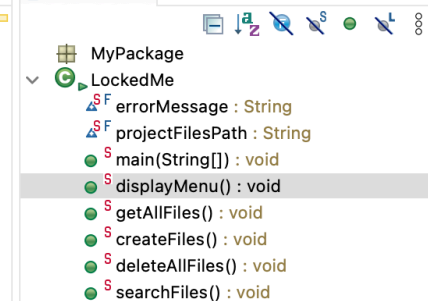 MyPackage
LockedMe
errorMessage : String
projectFilesPath : String
main(String[]) : void
displayMenu() : void
getAllFiles() : void
createFiles() : void
deleteAllFiles() : void
searchFiles() : void